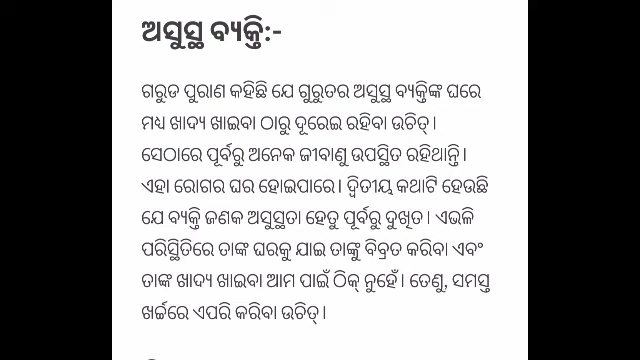 ଅସୁସ୍ଥ ବ୍ୟକ୍ତି:-
ଗରୁଡ ପୁରାଣ କହିଛି ଯେ ଗୁରୁତର ଅସୁସ୍ଥ ବ୍ୟକ୍ତିଙ୍କ ଘରେ
ମଧ୍ୟ ଖାଦ୍ୟ ଖାଇବା ଠାରୁ ଦୂରେଇ ରହିବା ଉଚିତ୍ ।
ସେଠାରେ ପୂର୍ବରୁ ଅନେକ ଜୀବାଣୁ ଉପସ୍ଥିତ ରହିଥାନ୍ତି ।
ଏହା ରୋଗର ଘର ହୋଇପାରେ । ଦ୍ୱିତୀୟ କଥାଟି ହେଉଛି
ଯେ ବ୍ୟକ୍ତି ଜଣକ ଅସୁସ୍ଥତା ହେତୁ ପୂର୍ବରୁ ଦୁଖିତ । ଏଭଳି
ପରିସ୍ଥିତିରେ ତାଙ୍କ ଘରକୁ ଯାଇ ତାଙ୍କୁ ବିବ୍ରତ କରିବା ଏବଂ
ତାଙ୍କ ଖାଦ୍ୟ ଖାଇବା ଆମ ପାଇଁ ଠିକ୍ ନୁହେଁ । ତେଣୁ, ସମସ୍ତ
ଖର୍ଚ୍ଚରେ ଏପରି କରିବା ଉଚିତ୍ ।